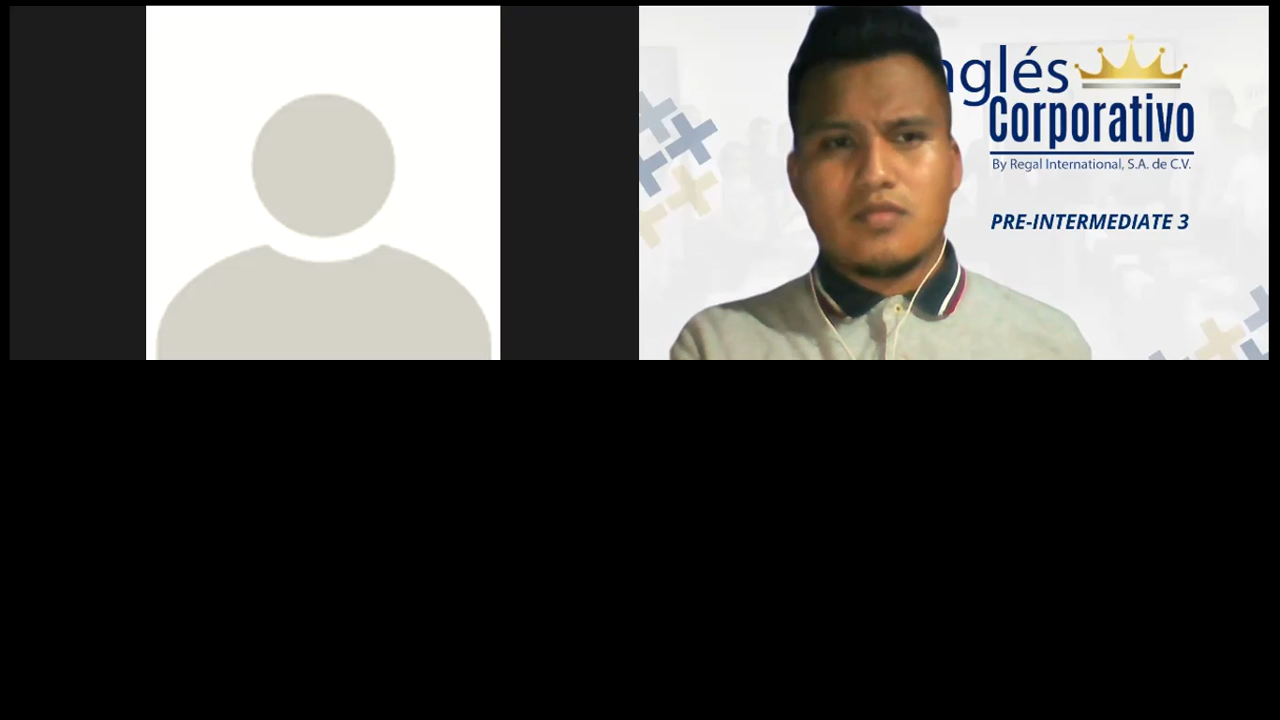 nglés
Corporativo
By Regal International, S.A. de C.V.
PRE-INTERMEDIATE 3